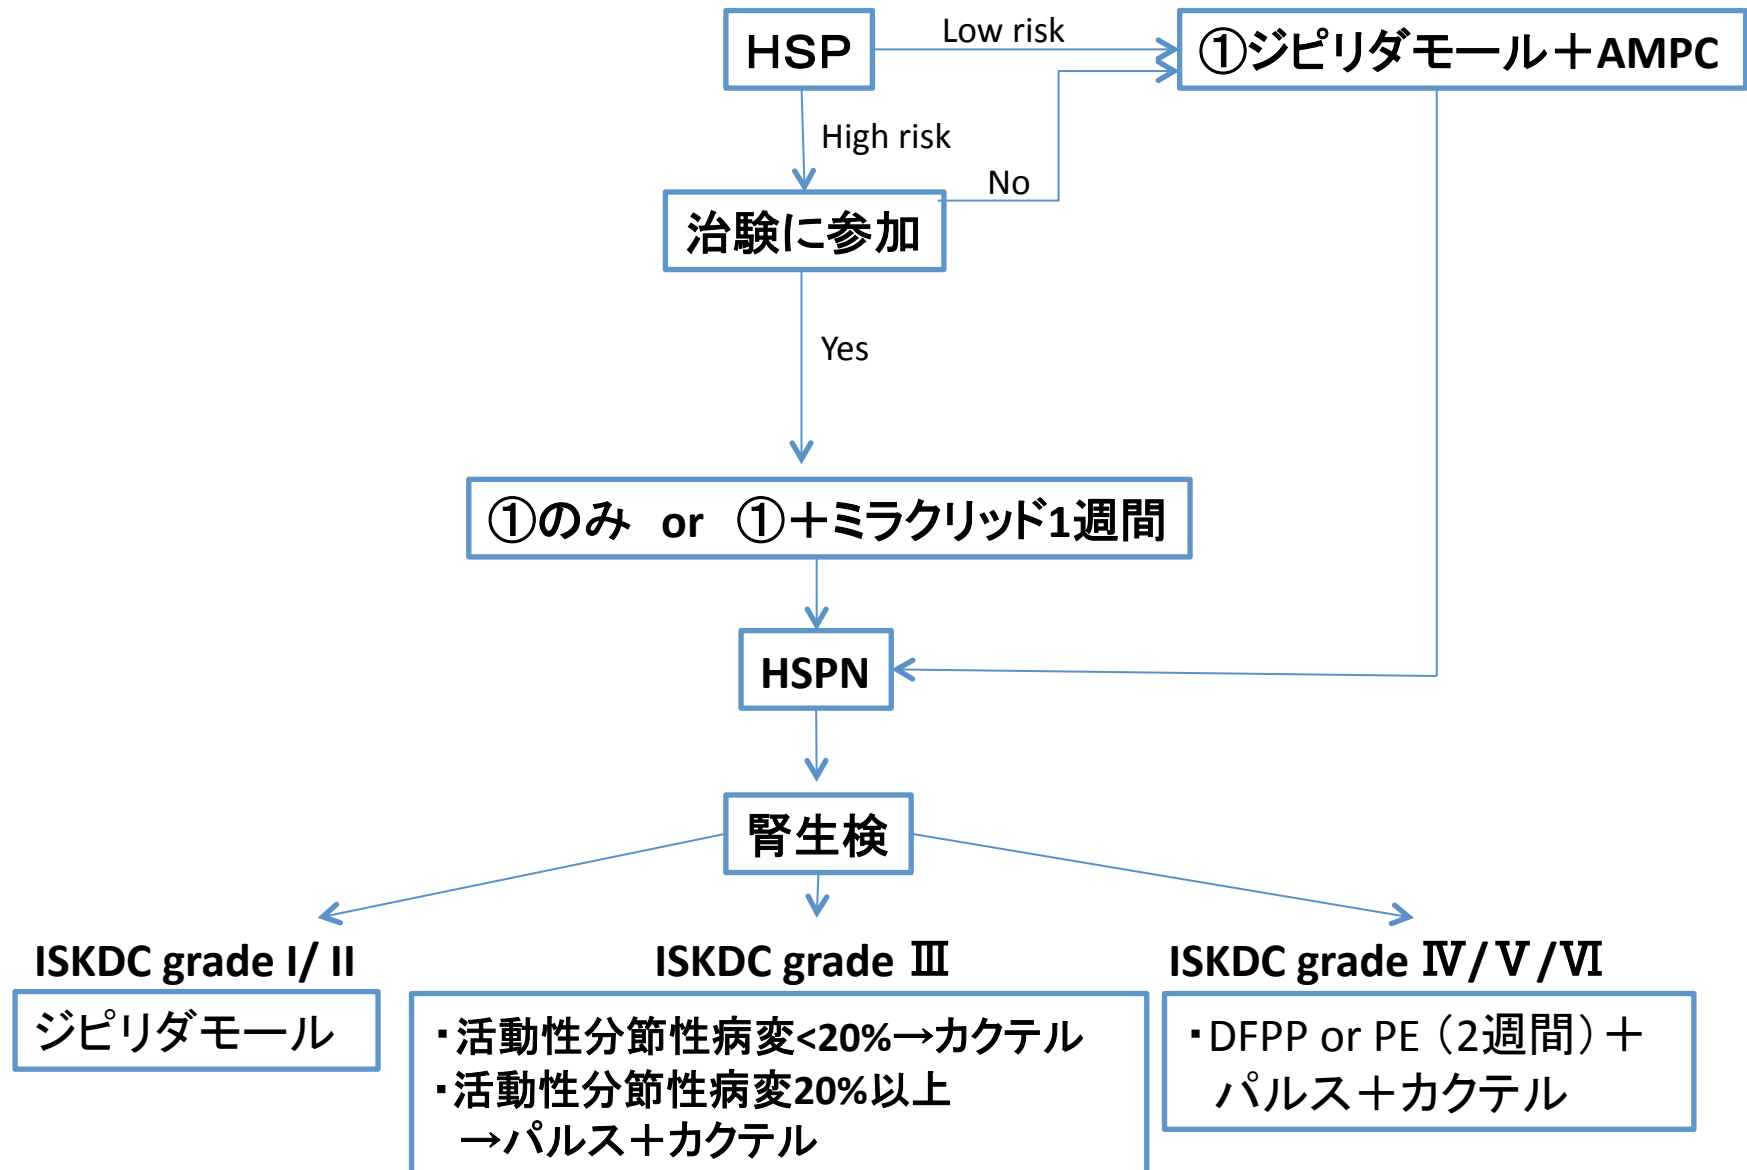 HSP
Low risk
①ジピリダモール＋AMPC
High risk
No
治験に参加
Yes
①のみ or ①＋ミラクリッド1週間
HSPN
腎生検
ISKDC grade I/ II
ジピリダモール
ISKDC grade Ⅲ
・活動性分節性病変<20%→カクテル
・活動性分節性病変20%以上
→パルス＋カクテル
ISKDC grade Ⅳ/Ⅴ/Ⅵ
・DFPP or PE（2週間）＋
パルス＋カクテル